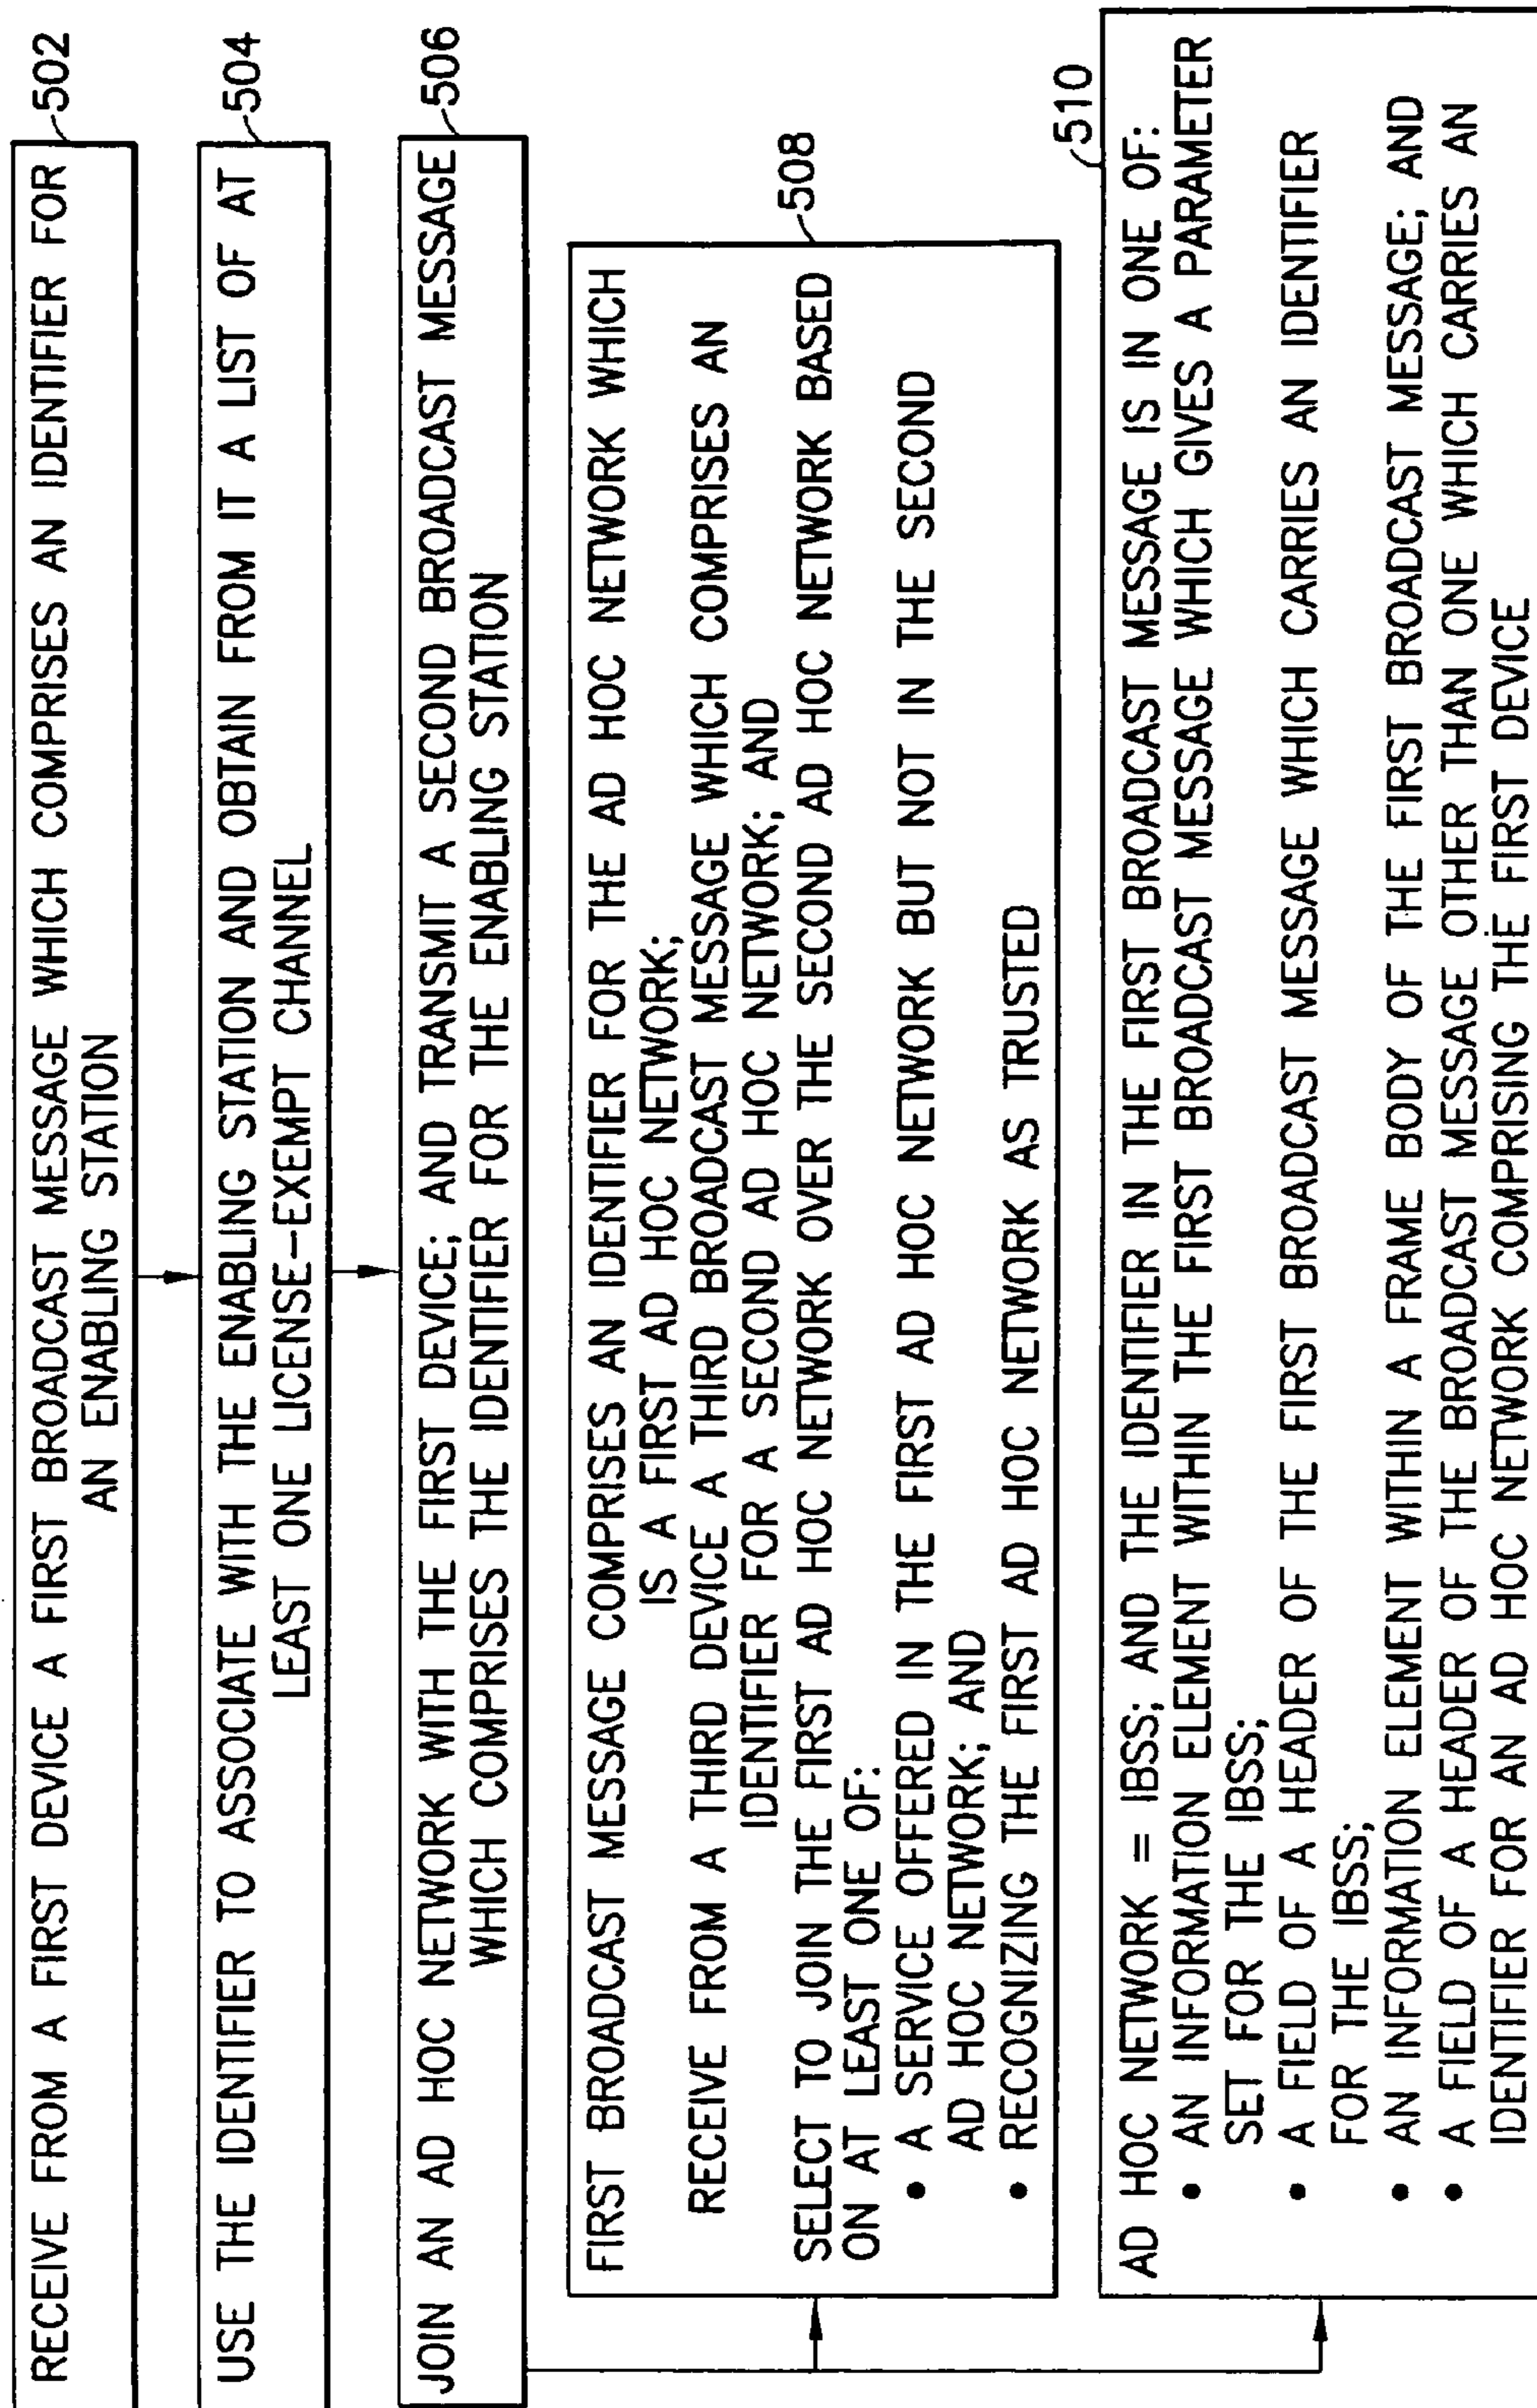 RECEIVE FROM A FIRST DEVICE A FIRST BROADCAST MESSAGE WHICH COMPRISES AN IDENTIFIER FOR
AN ENABLING STATION
502
USE THE IDENTIFIER TO ASSOCIATE WITH THE ENABLING STATION AND OBTAIN FROM IT A LIST OF AT
LEAST ONE LICENSE-EXEMPT CHANNEL
504
JOIN AN AD HOC NETWORK WITH THE FIRST DEVICE; AND TRANSMIT A SECOND BROADCAST MESSAGE
WHICH COMPRISES THE IDENTIFIER FOR THE ENABLING STATION
506
FIRST BROADCAST MESSAGE COMPRISES AN IDENTIFIER FOR THE AD HOC NETWORK WHICH
IS A FIRST AD HOC NETWORK;
RECEIVE FROM A THIRD DEVICE A THIRD BROADCAST MESSAGE WHICH COMPRISES AN
IDENTIFIER FOR A SECOND AD HOC NETWORK; AND
SELECT TO JOIN THE FIRST AD HOC NETWORK OVER THE SECOND AD HOC NETWORK BASED
ON AT LEAST ONE OF:
• A SERVICE OFFERED IN THE FIRST AD HOC NETWORK BUT NOT IN THE SECOND
AD HOC NETWORK; AND
• RECOGNIZING THE FIRST AD HOC NETWORK AS TRUSTED
508
AD HOC NETWORK = IBSS; AND THE IDENTIFIER IN THE FIRST BROADCAST MESSAGE IS IN ONE OF:
• AN INFORMATION ELEMENT WITHIN THE FIRST BROADCAST MESSAGE WHICH GIVES A PARAMETER
SET FOR THE IBSS;
• A FIELD OF A HEADER OF THE FIRST BROADCAST MESSAGE WHICH CARRIES AN IDENTIFIER
FOR THE IBSS;
• AN INFORMATION ELEMENT WITHIN A FRAME BODY OF THE FIRST BROADCAST MESSAGE; AND
• A FIELD OF A HEADER OF THE BROADCAST MESSAGE OTHER THAN ONE WHICH CARRIES AN
IDENTIFIER FOR AN AD HOC NETWORK COMPRISING THE FIRST DEVICE
510